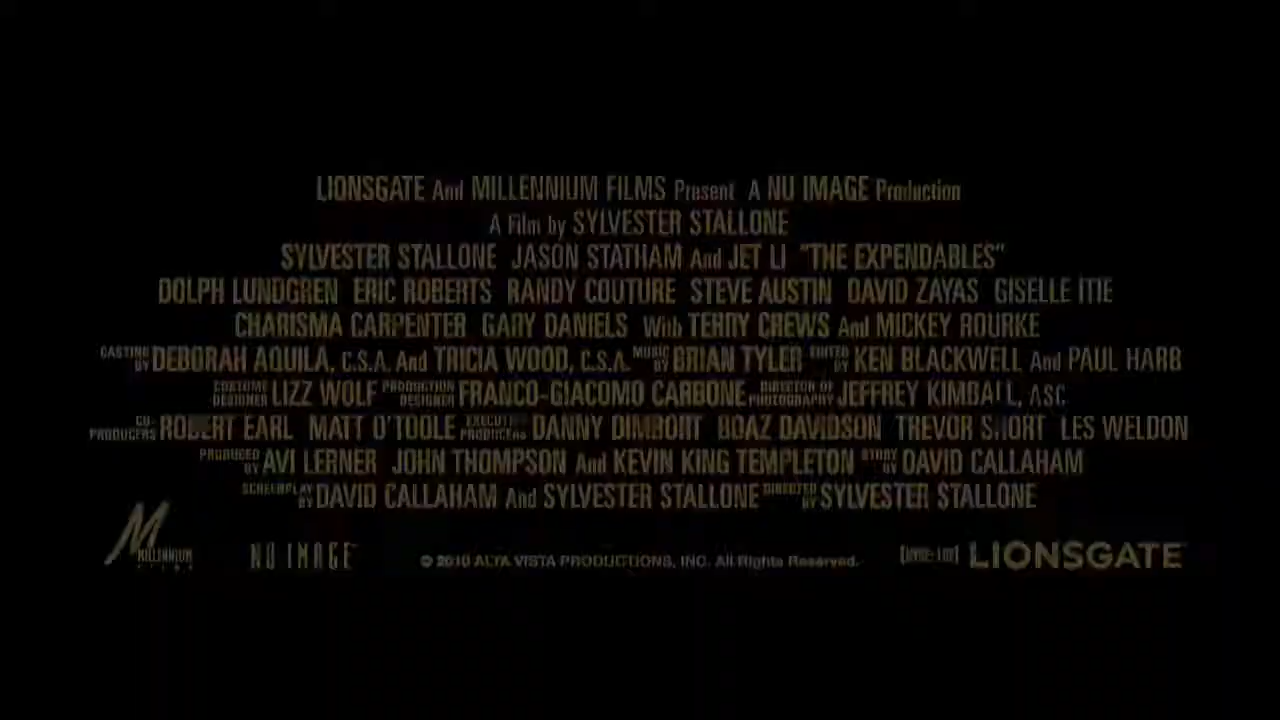 LIONSGATE And MILLENNIUM FILMS Present A NU IMAGE Production
A Film by SYLVESTER STALLONE
SYLVESTER STALLONE JASON STATHAM And JET LI "THE EXPENDABLES"
DOLPH LUNDGREN ERIC ROBERTS RANDY COUTURE STEVE AUSTIN DAVID ZAYAS GISELLE ITIE
CHARISMA CARPENTER GARY DANIELS With TERRY CREWS And MICKEY ROURKE
CASTING BY DEBORAH AQUILA, C.S.A. And TRICIA WOOD, C.S.A. MUSIC BY BRIAN TYLER EDITED BY KEN BLACKWELL And PAUL HARB
COSTUME DESIGNER LIZZ WOLF PRODUCTION DESIGNER FRANCO-GIACOMO CARBONE DIRECTOR OF PHOTOGRAPHY JEFFREY KIMBALL, ASC
CO-PRODUCERS ROBERT EARL MATT O'TOOLE EXECUTIVE PRODUCERS DANNY DIMBORT BOAZ DAVIDSON TREVOR SHORT LES WELDON
PRODUCED BY AVI LERNER JOHN THOMPSON And KEVIN KING TEMPLETON STORY BY DAVID CALLAHAM
SCREENPLAY BY DAVID CALLAHAM And SYLVESTER STALLONE DIRECTED BY SYLVESTER STALLONE
MILLENNIUM FILMS
NU IMAGE
© 2010 ALTA VISTA PRODUCTIONS, INC. All Rights Reserved.
LIONSGATE